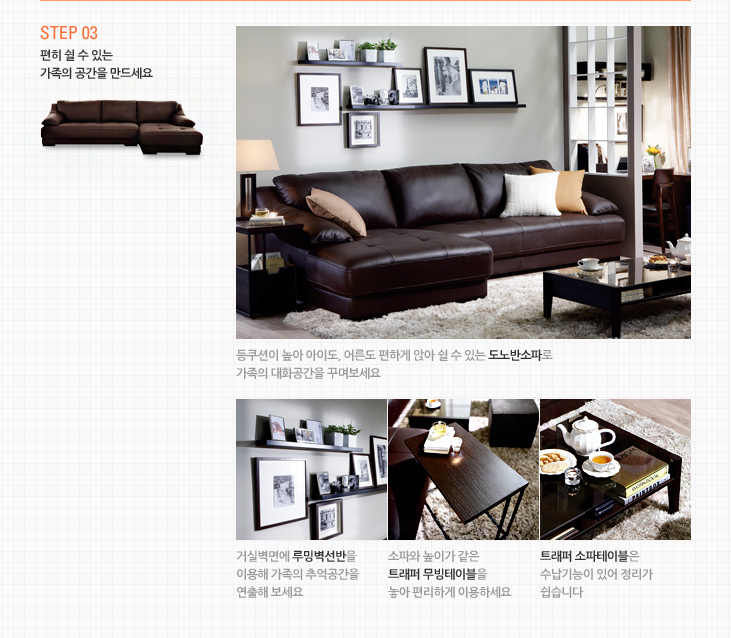 STEP 03
편히 쉴 수 있는
가족의 공간을 만드세요
등쿠션이 높아 아이도, 어른도 편하게 앉아 쉴 수 있는 도노반소파로
가족의 대화공간을 꾸며보세요
거실벽면에 루밍벽선반을
이용해 가족의 추억공간을
연출해 보세요
소파와 높이가 같은
트래퍼 무빙테이블을
놓아 편리하게 이용하세요
트래퍼 소파테이블은
수납기능이 있어 정리가
쉽습니다